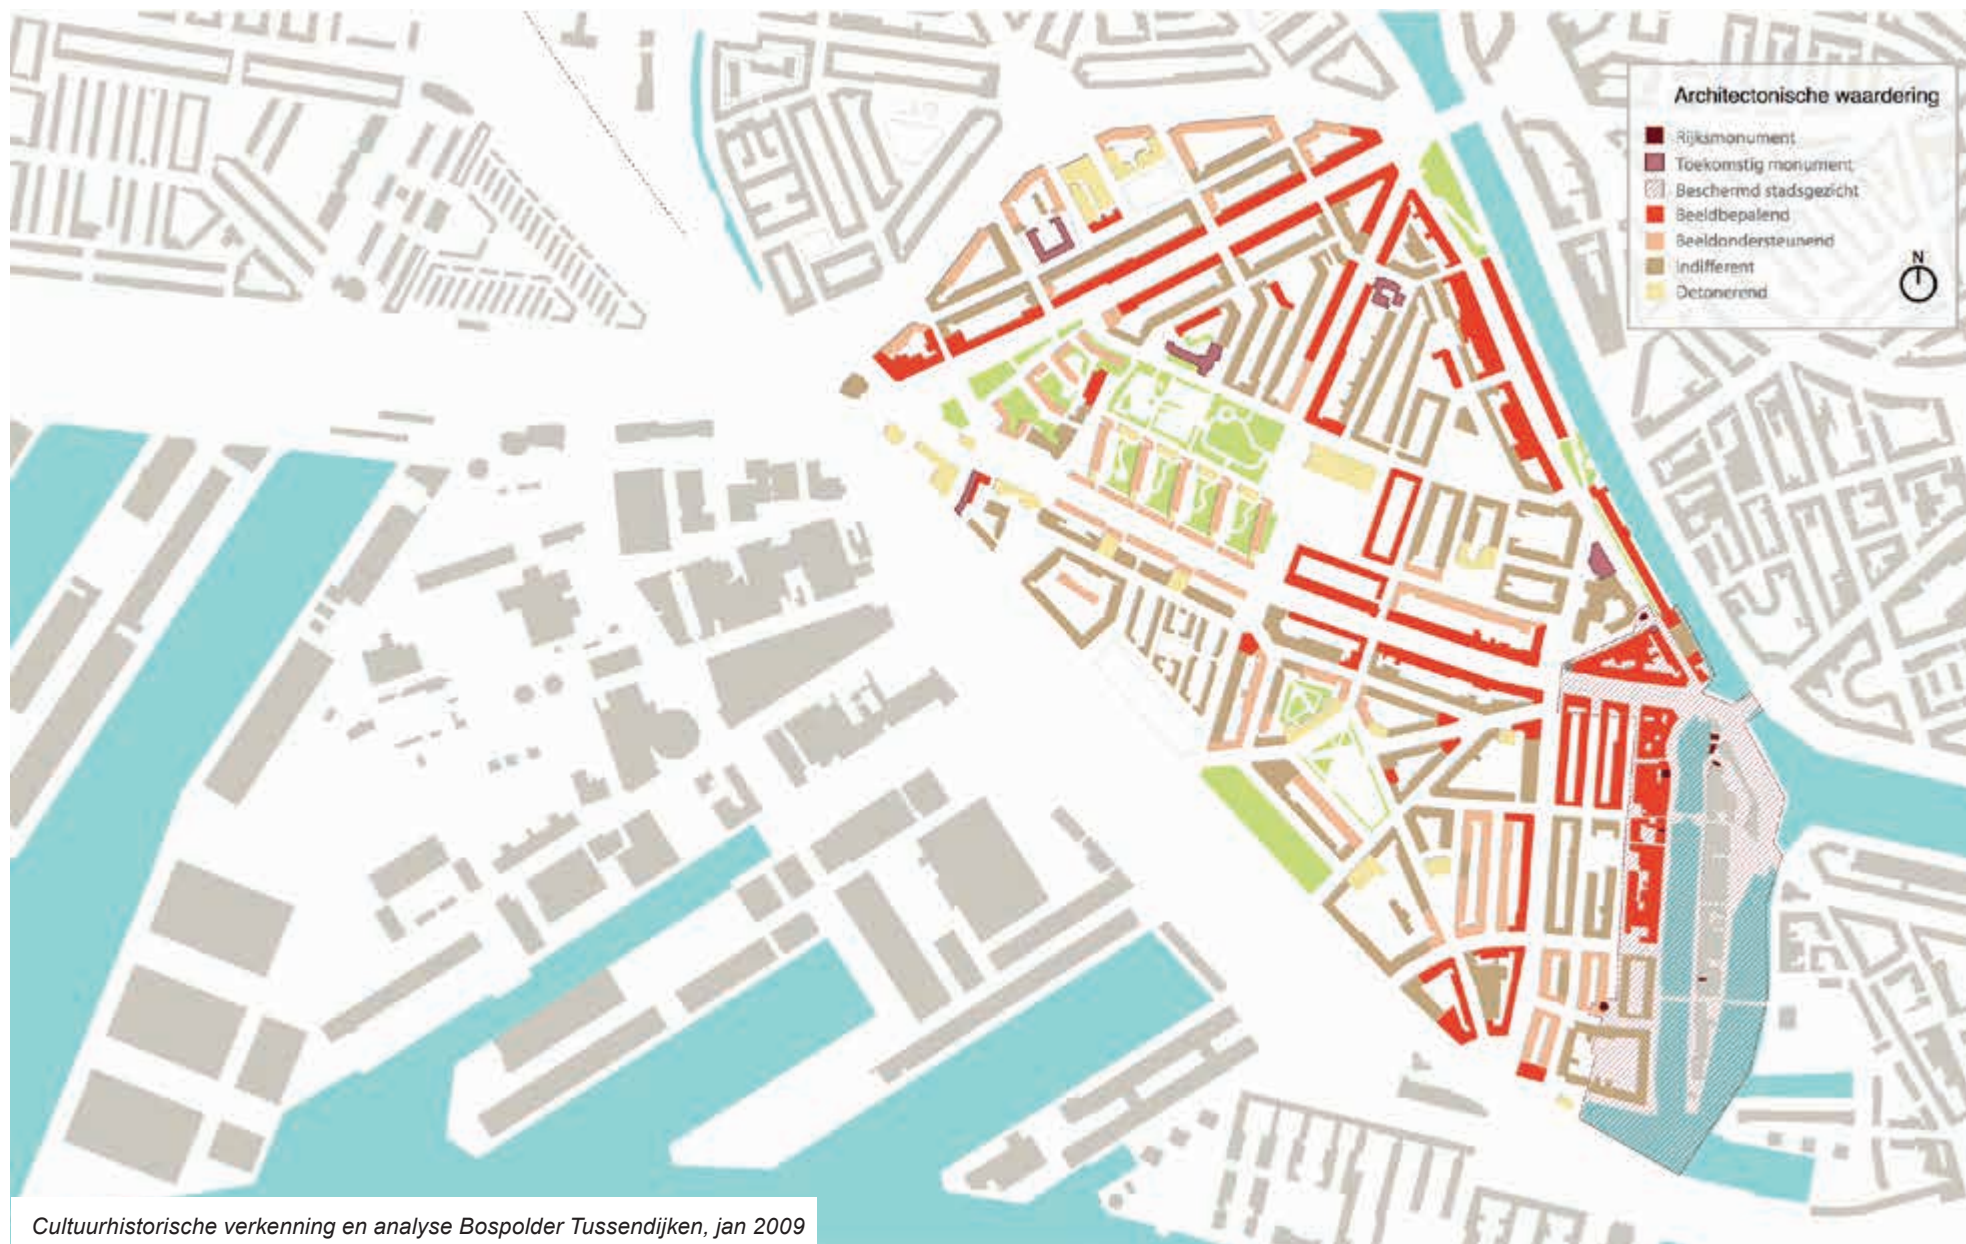 Architectonische waardering
Rijksmonument
Toekomstig monument
Beschermd stadsgezicht
Beeldbepalend
Beeldondersteunend
Indifferent
Detonerend
N
Cultuurhistorische verkenning en analyse Bospolder Tussendijken, jan 2009